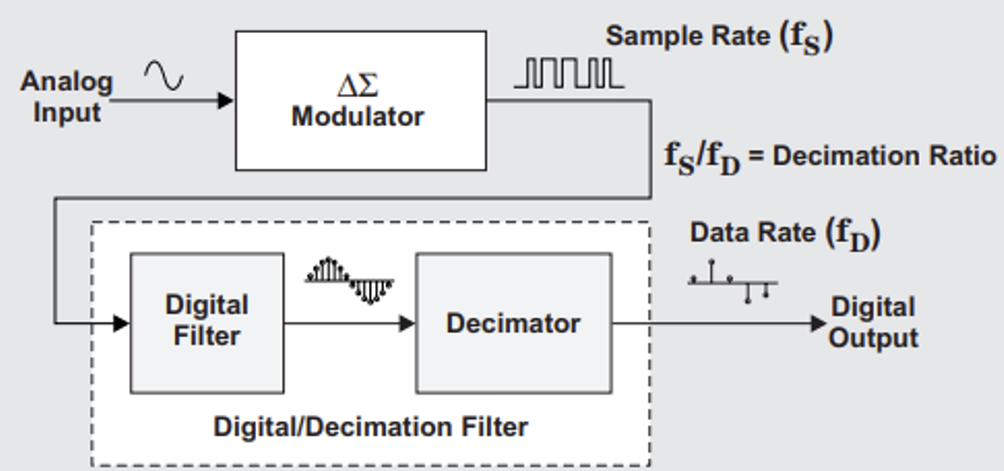 Sample Rate (fS)
Analog
Input
ΔΣ
Modulator
fS/fD = Decimation Ratio
Data Rate (fD)
Digital
Filter
Decimator
Digital
Output
Digital/Decimation Filter